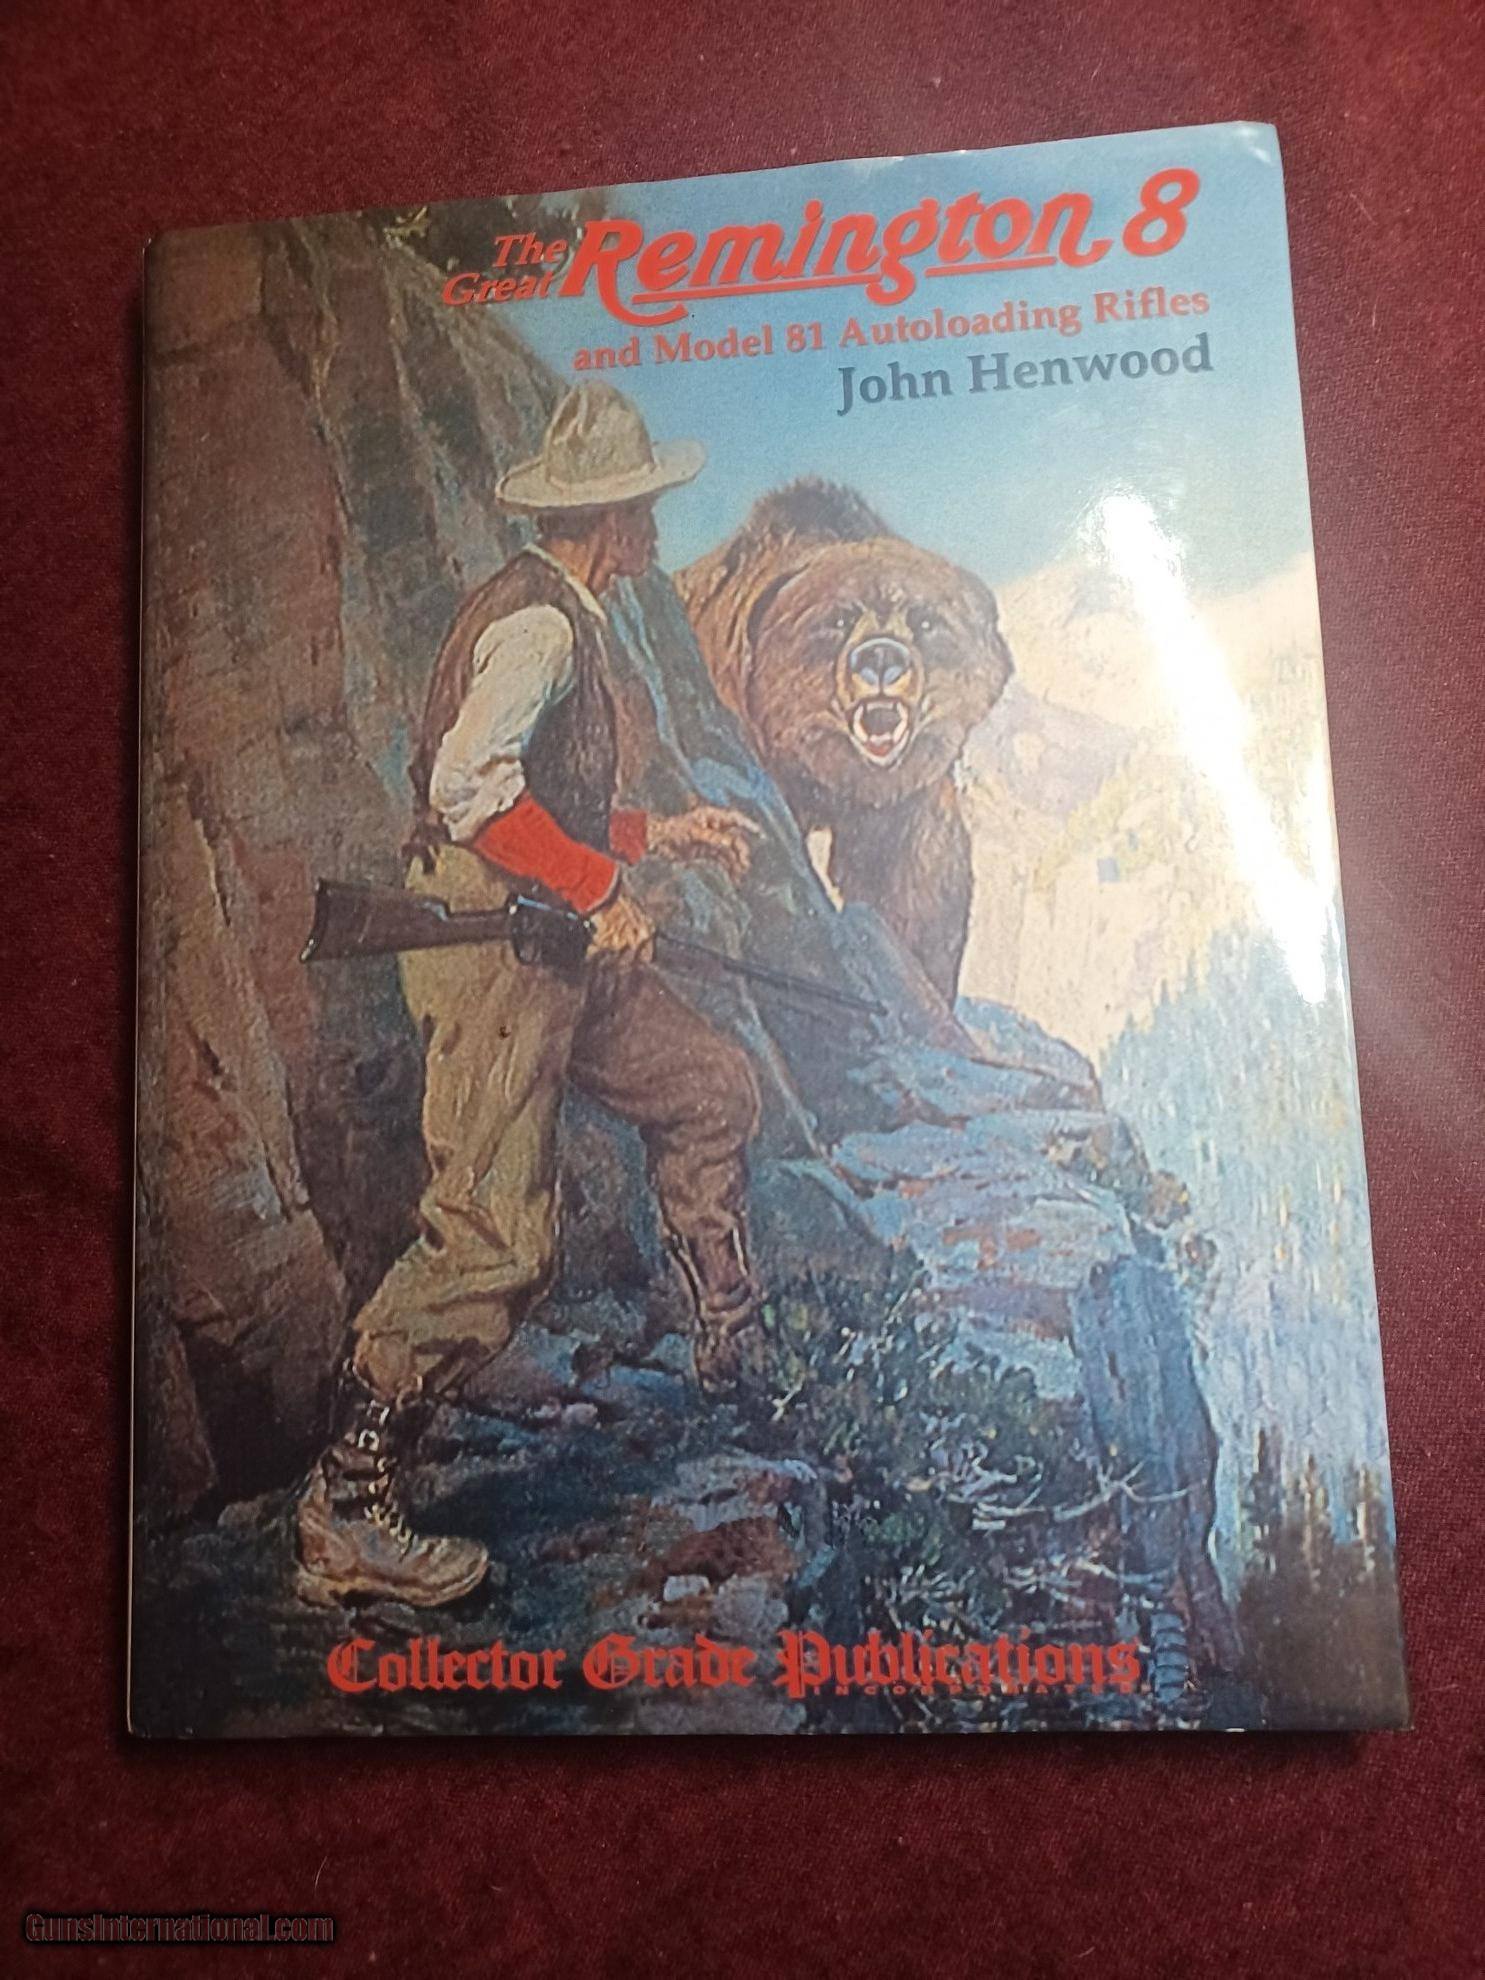 The Great Remington 8
and Model 81 Autoloading Rifles
John Henwood
Collector Grade Publications
INCORPORATED
GunsInternational.com